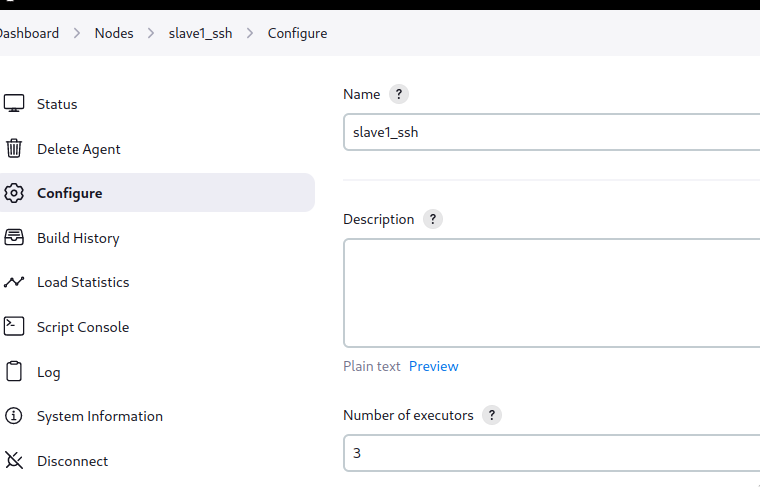 Dashboard > Nodes > slave1_ssh > Configure
Status
Delete Agent
Configure
Build History
Load Statistics
Script Console
Log
System Information
Disconnect
Name ?
slave1_ssh
Description ?
Plain text Preview
Number of executors ?
3